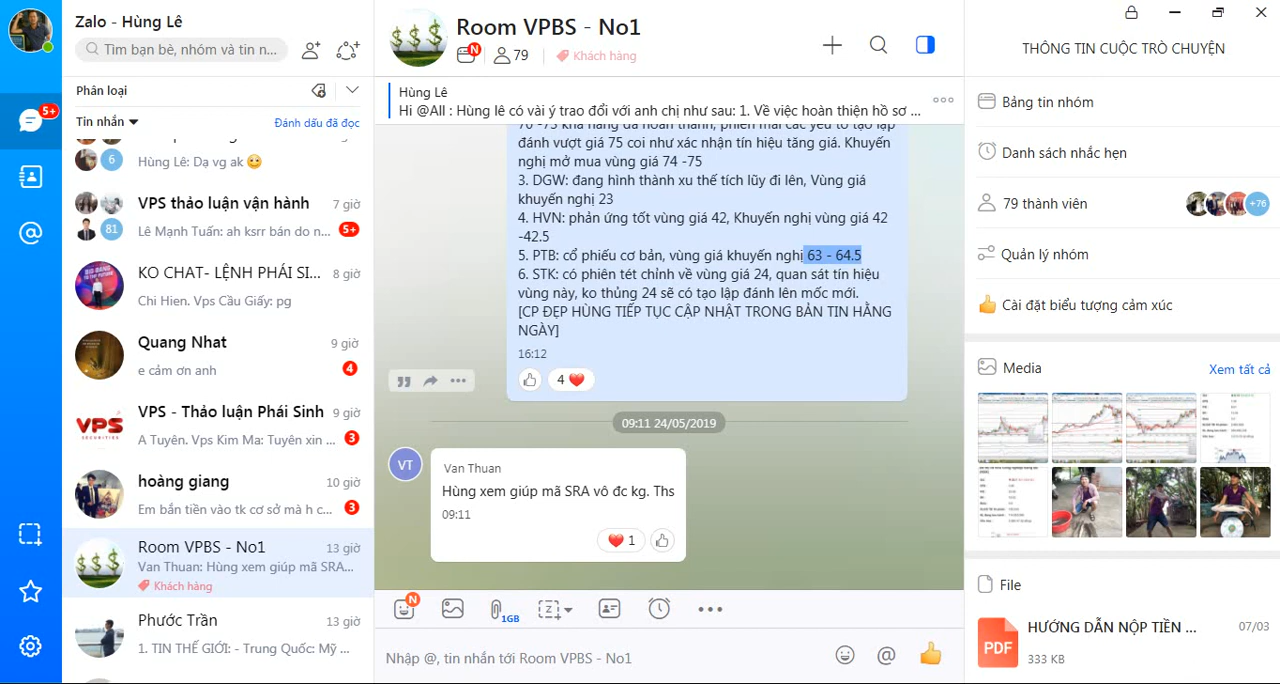 Zalo - Hùng Lê
Tìm bạn bè, nhóm và tin n...
Phân loại
Tin nhắn
Đánh dấu đã đọc
5+
6
Hùng Lê: Dạ vg ak
VPS thảo luận vận hành
7 giờ
81
Lê Mạnh Tuấn: ah ksrr bán do n...
5+
KO CHAT- LỆNH PHÁI SI...
8 giờ
Chi Hien. Vps Cầu Giấy: pg
Quang Nhat
9 giờ
e cảm ơn anh
4
VPS - Thảo luận Phái Sinh
9 giờ
VPS
A Tuyên. Vps Kim Ma: Tuyên xin ...
3
hoàng giang
10 giờ
Em bắn tiền vào tk cơ sở mà h c...
3
Room VPBS - No1
13 giờ
Van Thuan: Hùng xem giúp mã SRA...
Khách hàng
Phước Trần
13 giờ
1. TIN THẾ GIỚI: - Trung Quốc: Mỹ ...
Room VPBS - No1
N
79
Khách hàng
Hùng Lê
Hi @All : Hùng lê có vài ý trao đổi với anh chị như sau: 1. Về việc hoàn thiện hồ sơ ...
70 -75 khả năng đã hoàn thành, phiên mai các yếu tố tạo lập
đánh vượt giá 75 coi như xác nhận tín hiệu tăng giá. Khuyến
nghị mở mua vùng giá 74 -75
3. DGW: đang hình thành xu thế tích lũy đi lên, Vùng giá
khuyến nghị 23
4. HVN: phản ứng tốt vùng giá 42, Khuyến nghị vùng giá 42
-42.5
5. PTB: cổ phiếu cơ bản, vùng giá khuyến nghị 63 - 64.5
6. STK: có phiên tét chỉnh về vùng giá 24, quan sát tín hiệu
vùng này, ko thủng 24 sẽ có tạo lập đánh lên mốc mới.
[CP ĐẸP HÙNG TIẾP TỤC CẬP NHẬT TRONG BẢN TIN HẰNG
NGÀY]
16:12
4
09:11 24/05/2019
VT
Van Thuan
Hùng xem giúp mã SRA vô đc kg. Ths
09:11
1
N
1GB
Nhập @, tin nhắn tới Room VPBS - No1
THÔNG TIN CUỘC TRÒ CHUYỆN
Bảng tin nhóm
Danh sách nhắc hẹn
79 thành viên
+76
Quản lý nhóm
Cài đặt biểu tượng cảm xúc
Media
Xem tất cả
File
PDF
HƯỚNG DẪN NỘP TIỀN ...
07/03
333 KB